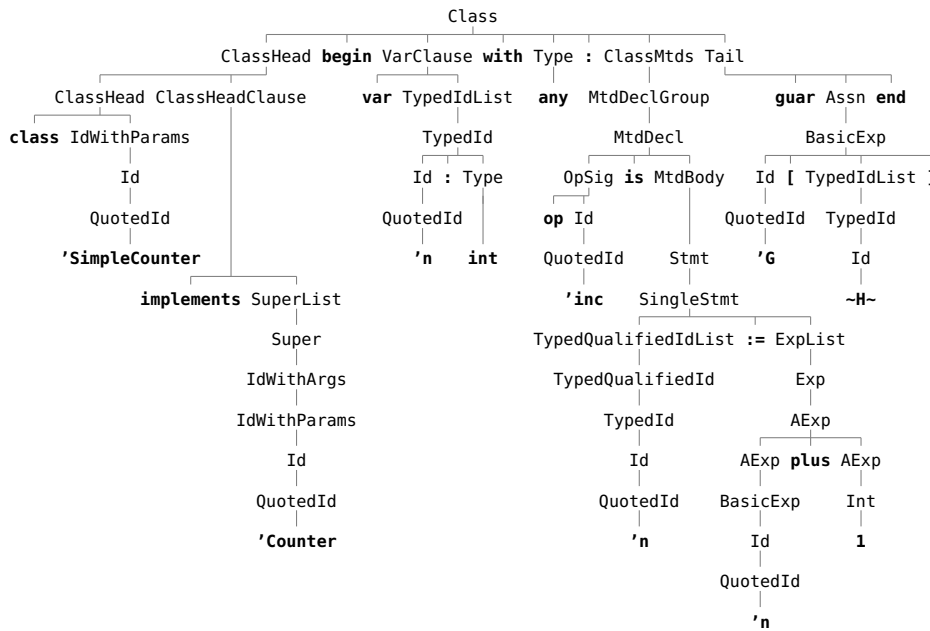 Class
ClassHead begin VarClause with Type : ClassMtds Tail
ClassHead ClassHeadClause var TypedIdList any MtdDeclGroup guar Assn end
class IdWithParams TypedId MtdDecl BasicExp
Id Id : Type OpSig is MtdBody Id [ TypedIdList ]
QuotedId QuotedId op Id QuotedId TypedId
’SimpleCounter ’n int QuotedId Stmt ’G Id
implements SuperList ’inc SingleStmt ~H~
Super TypedQualifiedIdList := ExpList
IdWithArgs TypedQualifiedId Exp
IdWithParams TypedId AExp
Id Id AExp plus AExp
QuotedId QuotedId BasicExp Int
’Counter ’n Id 1
QuotedId
’n